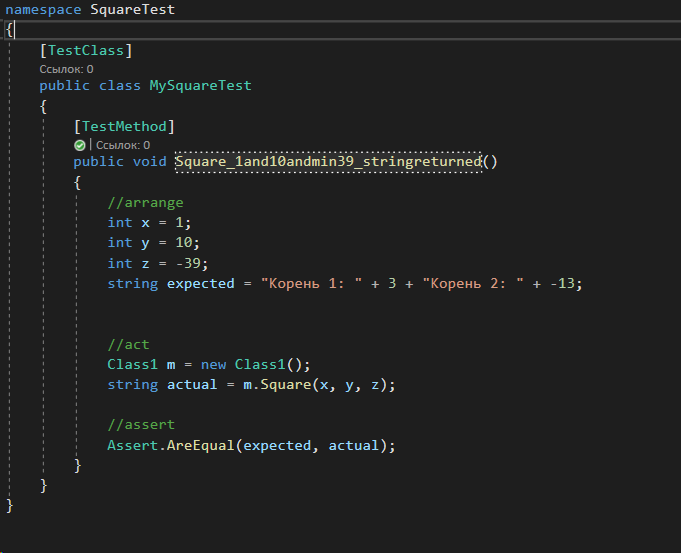 namespace SquareTest
{
[TestClass]
Ссылок: 0
public class MySquareTest
{
[TestMethod]
| Ссылок: 0
public void Square_1and10andmin39_stringreturned()
{
//arrange
int x = 1;
int y = 10;
int z = -39;
string expected = "Корень 1: " + 3 + "Корень 2: " + -13;
//act
Class1 m = new Class1();
string actual = m.Square(x, y, z);
//assert
Assert.AreEqual(expected, actual);
}
}
}